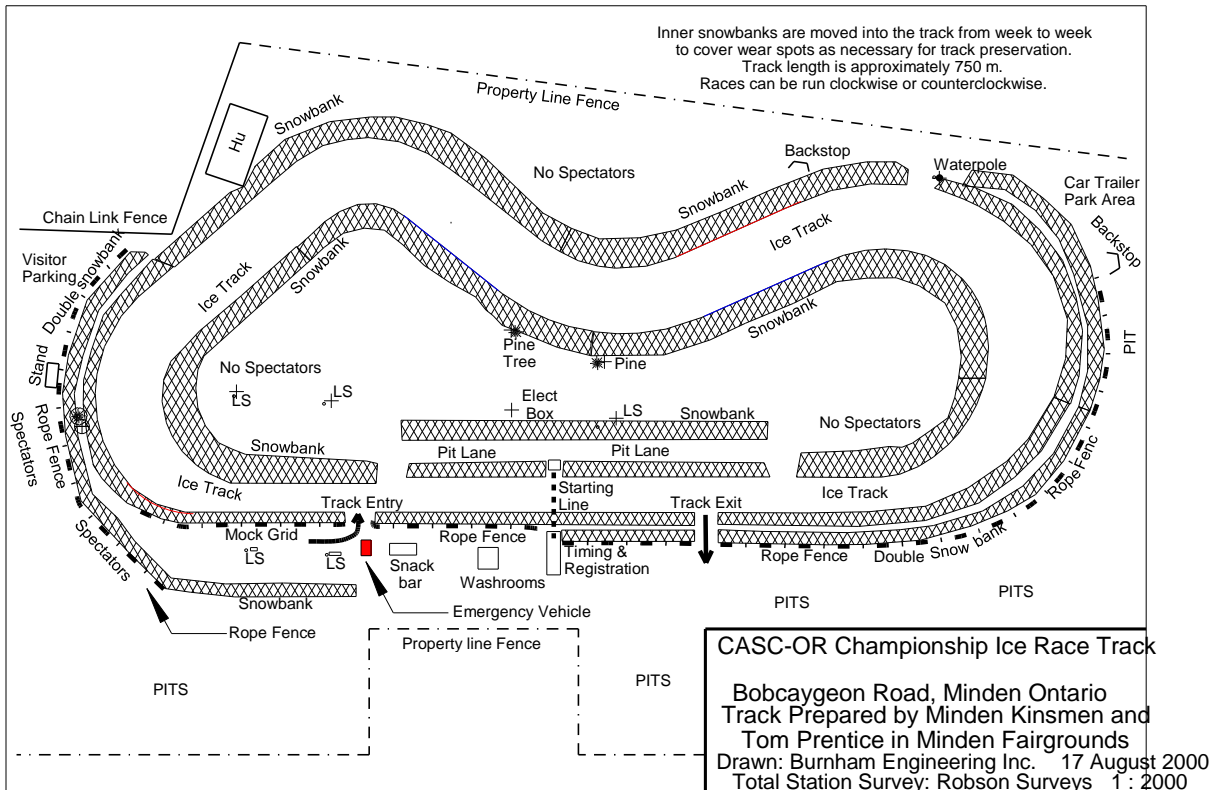 Inner snowbanks are moved into the track from week to week
to cover wear spots as necessary for track preservation.
Track length is approximately 750 m.
Races can be run clockwise or counterclockwise.
Property Line Fence
Snowbank
Hu
No Spectators
Backstop
Waterpole
Car Trailer
Park Area
Snowbank
Chain Link Fence
Ice Track
Backstop
Visitor
Parking
Double snowbank
Ice Track
Snowbank
Snowbank
PIT
Pine
Tree
Pine
Stand
No Spectators
LS
LS
Elect
Box
LS
Snowbank
No Spectators
Rope Fence
Spectators
Snowbank
Pit Lane
Pit Lane
Rope Fenc
Ice Track
Track Entry
Starting
Line
Track Exit
Ice Track
Mock Grid
Rope Fence
Rope Fence
Double
Snow bank
Spectators
LS
LS
Snack
bar
Washrooms
Timing &
Registration
Snowbank
Emergency Vehicle
PITS
PITS
Rope Fence
Property line Fence
PITS
PITS
CASC-OR Championship Ice Race Track
Bobcaygeon Road, Minden Ontario
Track Prepared by Minden Kinsmen and
Tom Prentice in Minden Fairgrounds
Drawn: Burnham Engineering Inc. 17 August 2000
Total Station Survey: Robson Surveys 1 : 2000